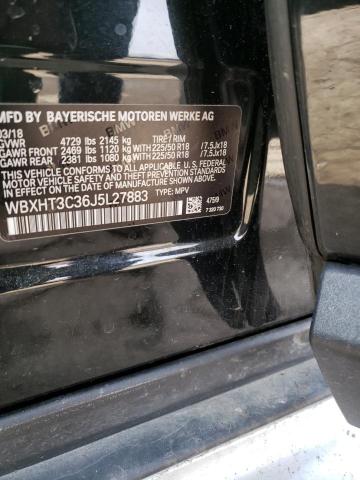 MFD BY BAYERISCHE MOTOREN WERKE AG
03/18 TIRE/RIM
GVWR 4729 lbs 2145 kg
GAWR FRONT 2469 lbs 1120 kg 225/50 R18 /7.5Jx18
GAWR REAR 2381 lbs 1080 kg 225/50 R18 /7.5Jx18
THIS VEHICLE CONFORMS TO ALL APPLICABLE U.S. FEDERAL
MOTOR VEHICLE SAFETY, BUMPER, AND THEFT PREVENTION
STANDARDS IN EFFECT ON THE DATE OF MANUFACTURE
SHOWN ABOVE.
WBXHT3C36J5L27883 TYPE: MPV